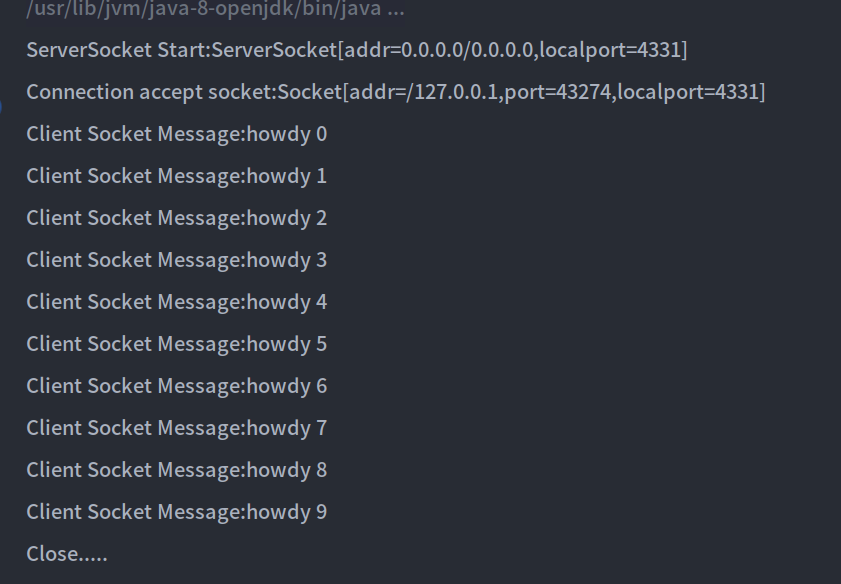 /usr/lib/jvm/java-8-openjdk/bin/java ...
ServerSocket Start:ServerSocket[addr=0.0.0.0/0.0.0.0,localport=4331]
Connection accept socket:Socket[addr=/127.0.0.1,port=43274,localport=4331]
Client Socket Message:howdy 0
Client Socket Message:howdy 1
Client Socket Message:howdy 2
Client Socket Message:howdy 3
Client Socket Message:howdy 4
Client Socket Message:howdy 5
Client Socket Message:howdy 6
Client Socket Message:howdy 7
Client Socket Message:howdy 8
Client Socket Message:howdy 9
Close.....